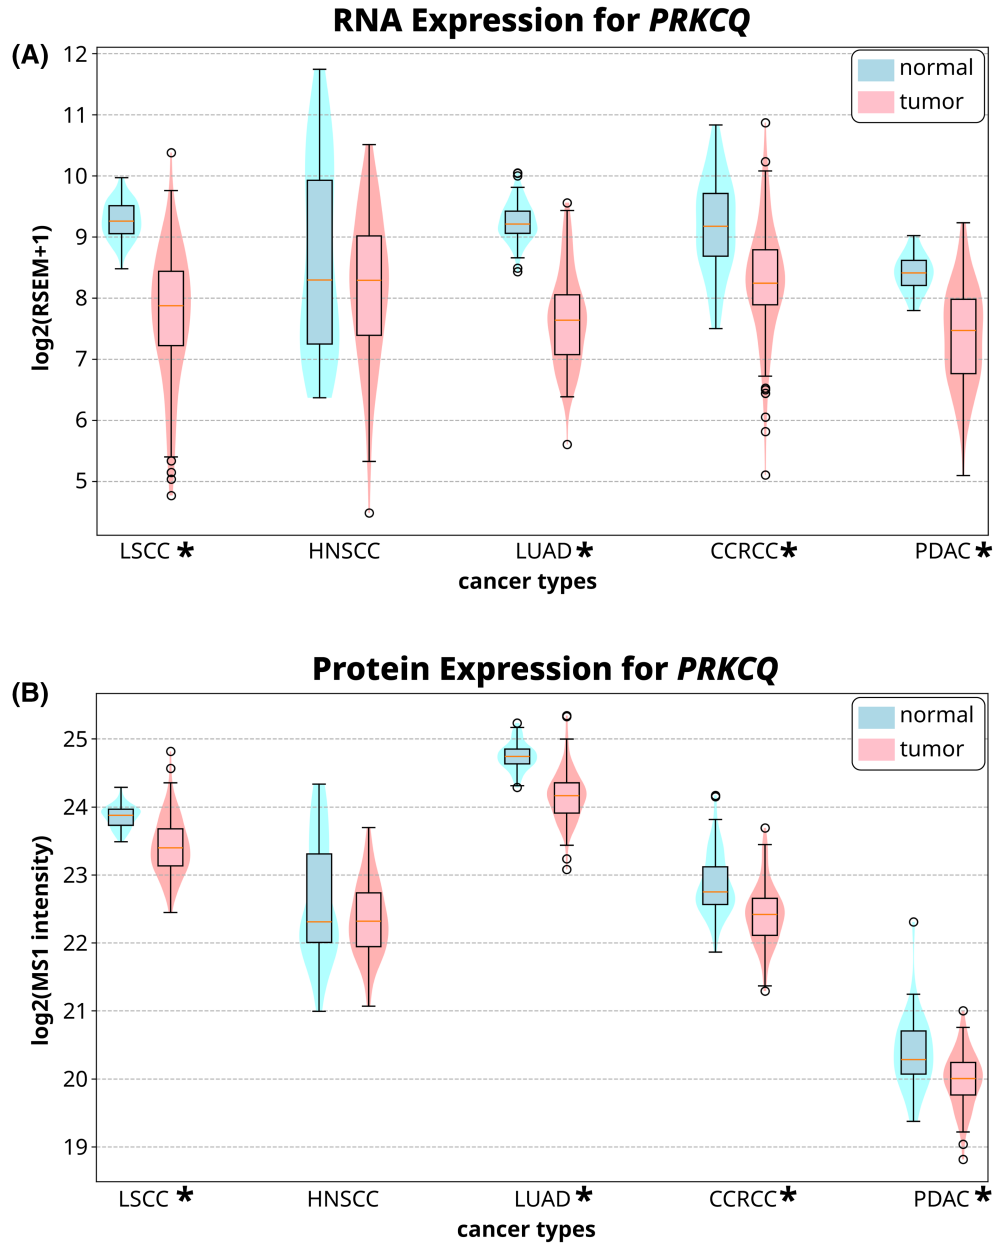 RNA Expression for PRKCQ
(A)
normal
tumor
12
11
10
9
8
7
6
5
log2(RSEM+1)
LSCC * HNSCC LUAD * CCRCC * PDAC *
cancer types
Protein Expression for PRKCQ
(B)
normal
tumor
25
24
23
22
21
20
19
log2(MS1 intensity)
LSCC * HNSCC LUAD * CCRCC * PDAC *
cancer types